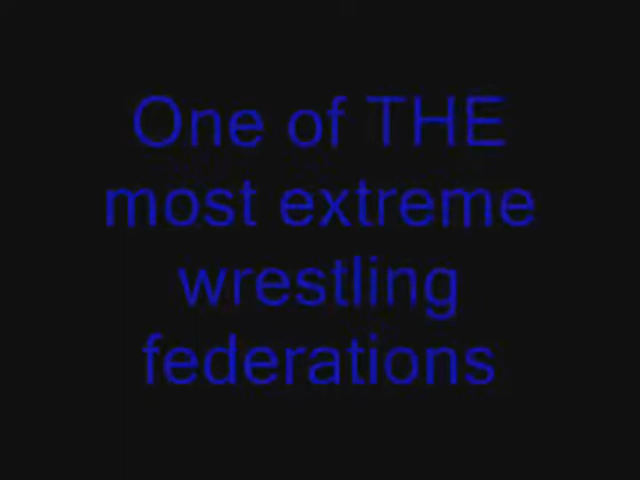 One of THE
most extreme
wrestling
federations